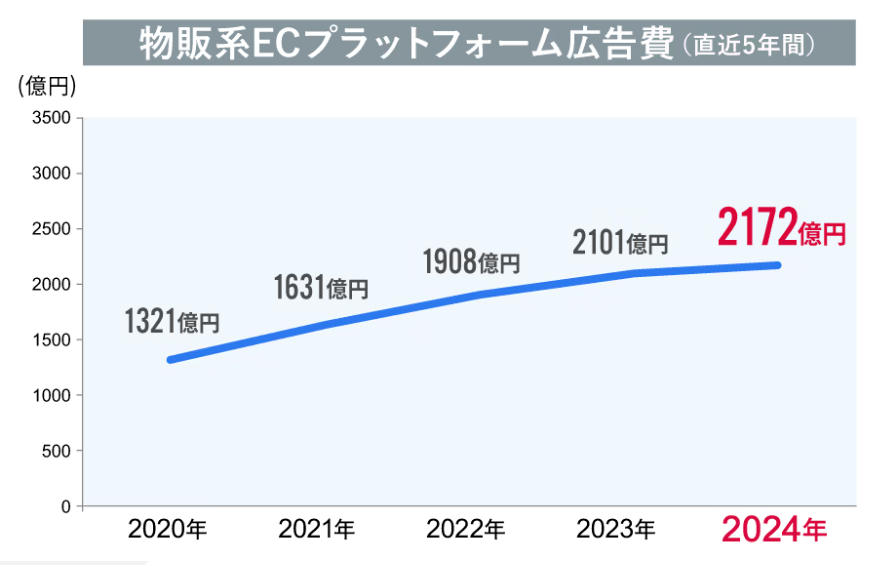 物販系ECプラットフォーム広告費（直近5年間）
(億円)
3500
3000
2500
2000
1500
1000
500
0
1321億円
1631億円
1908億円
2101億円
2172億円
2020年
2021年
2022年
2023年
2024年